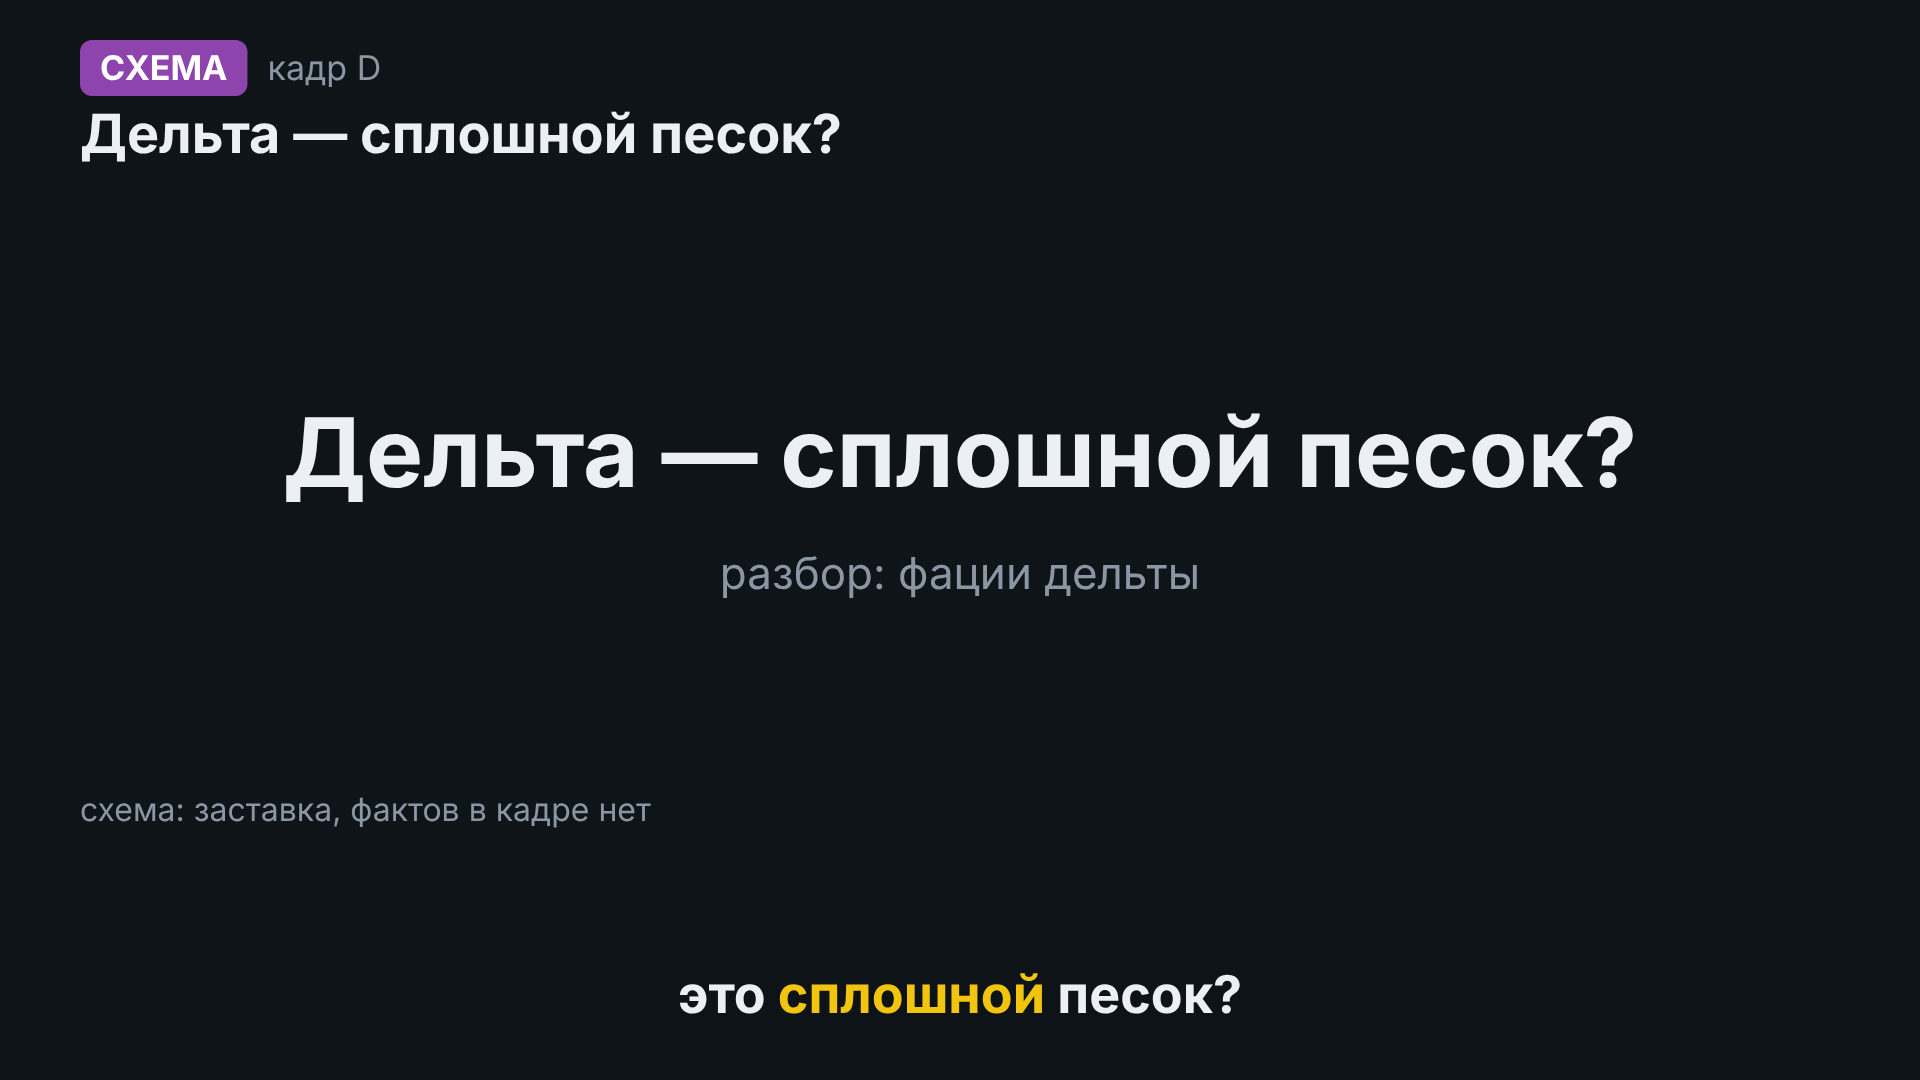 СХЕМА кадр D
Дельта — сплошной песок?
Дельта — сплошной песок?
разбор: фации дельты
схема: заставка, фактов в кадре нет
это сплошной песок?